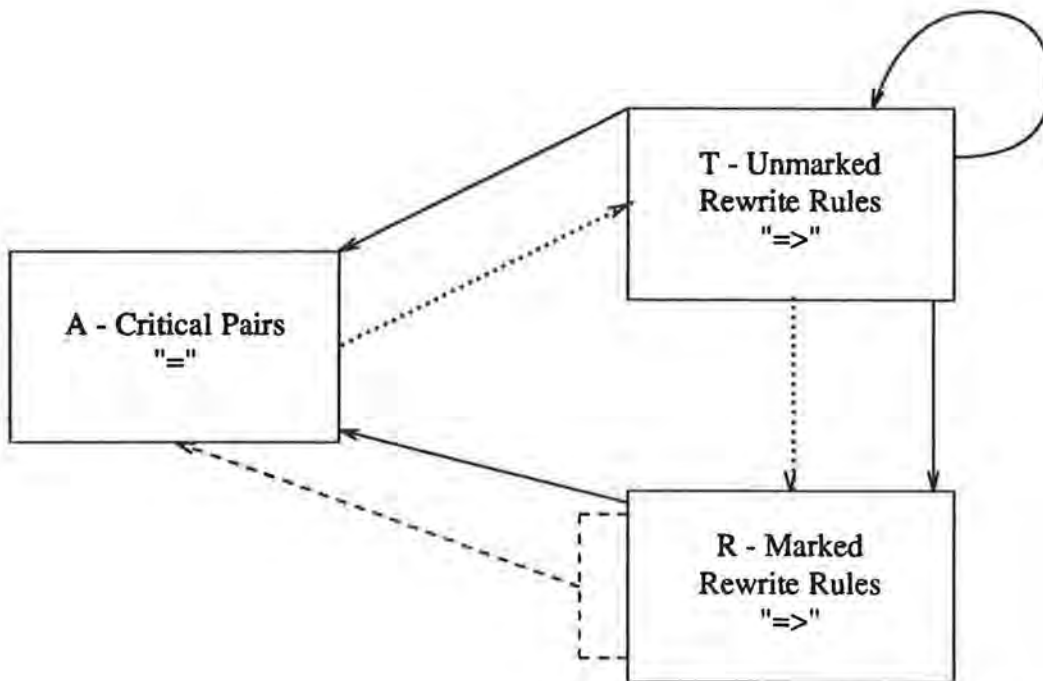 T - Unmarked
Rewrite Rules
"=>"
A - Critical Pairs
"="
R - Marked
Rewrite Rules
"=>"